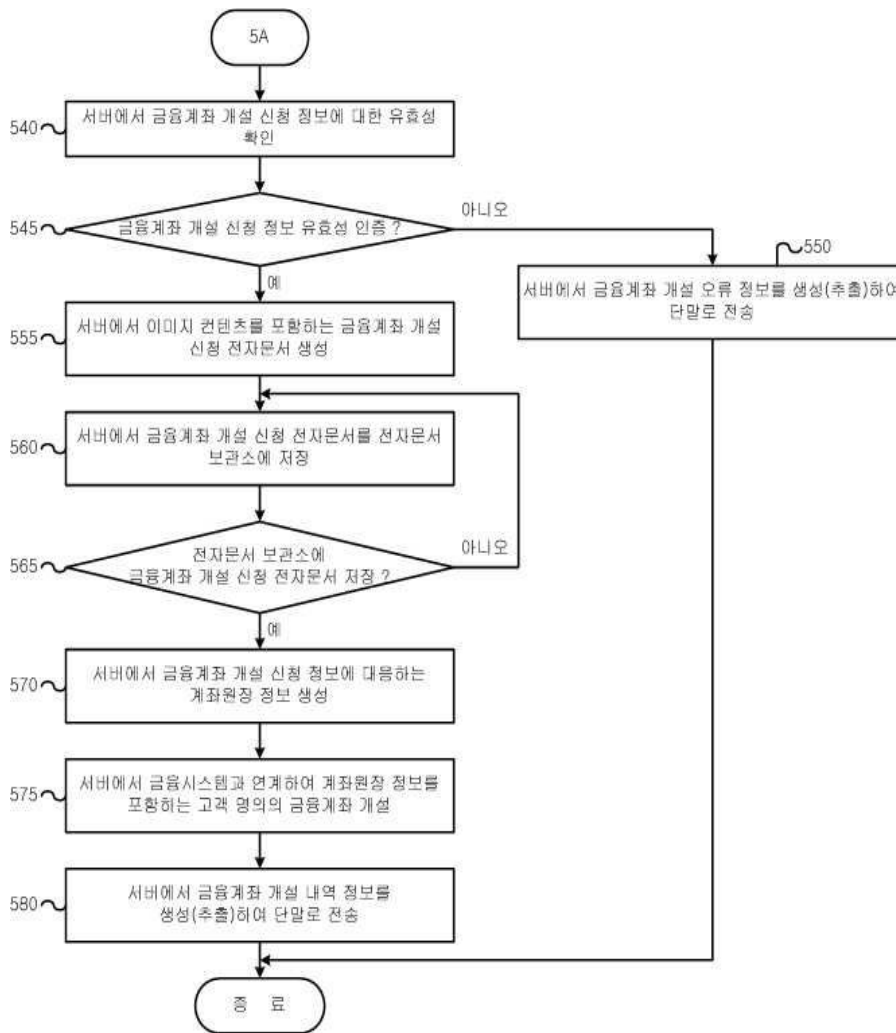 5A
540
서버에서 금융계좌 개설 신청 정보에 대한 유효성
확인
545
금융계좌 개설 신청 정보 유효성 인증 ?
아니오
예
550
서버에서 금융계좌 개설 오류 정보를 생성(추출)하여
단말로 전송
555
서버에서 이미지 컨텐츠를 포함하는 금융계좌 개설
신청 전자문서 생성
560
서버에서 금융계좌 개설 신청 전자문서를 전자문서
보관소에 저장
565
전자문서 보관소에
금융계좌 개설 신청 전자문서 저장 ?
아니오
예
570
서버에서 금융계좌 개설 신청 정보에 대응하는
계좌원장 정보 생성
575
서버에서 금융시스템과 연계하여 계좌원장 정보를
포함하는 고객 명의의 금융계좌 개설
580
서버에서 금융계좌 개설 내역 정보를
생성(추출)하여 단말로 전송
종 료